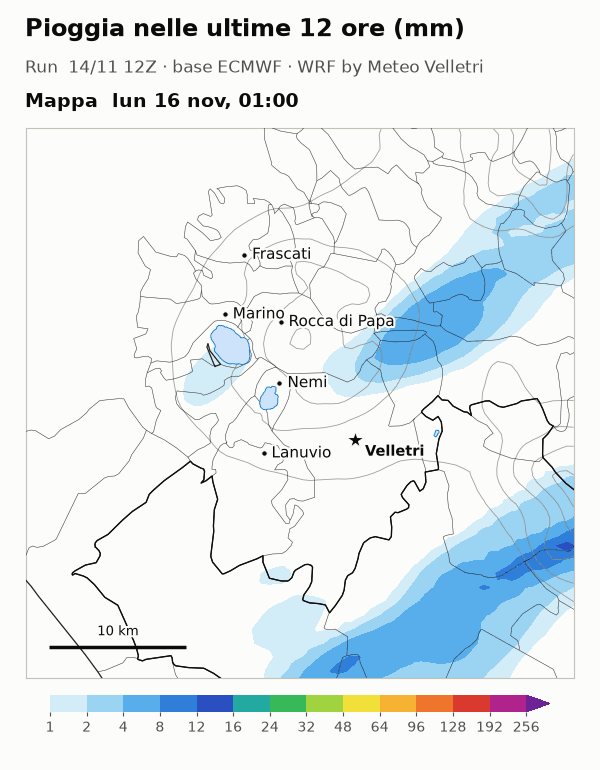 Pioggia nelle ultime 12 ore (mm)
Run  14/11 12Z · base ECMWF · WRF by Meteo Velletri
Mappa  lun 16 nov, 01:00
Frascati
Marino
Rocca di Papa
Nemi
Velletri
Lanuvio
10 km
1 2 4 8 12 16 24 32 48 64 96 128 192 256